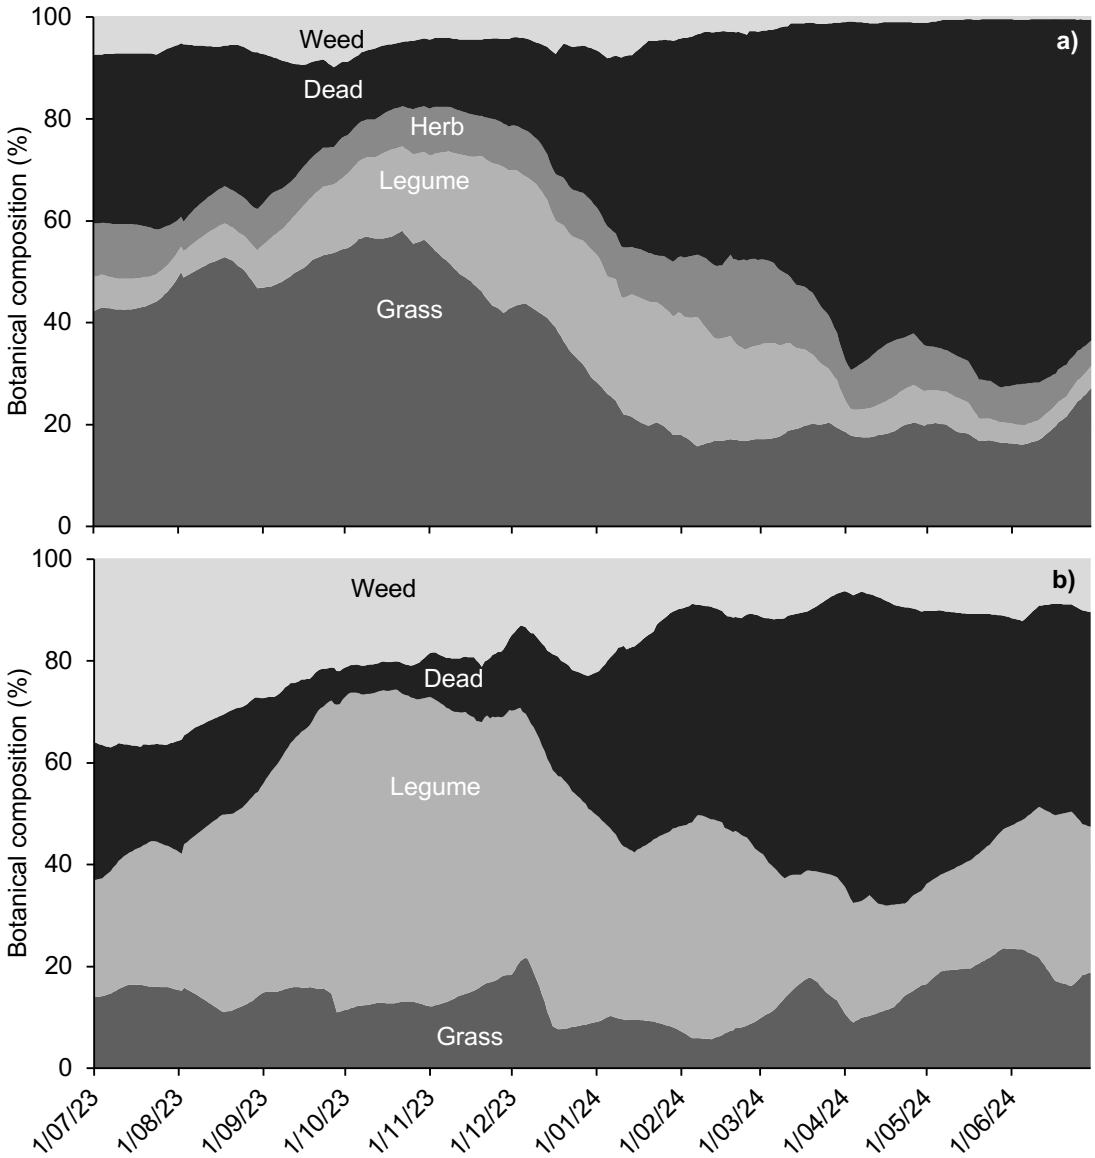 100
80
60
40
20
0
Botanical composition (%)
a)
Weed
Dead
Herb
Legume
Grass
100
80
60
40
20
0
Botanical composition (%)
b)
Weed
Dead
Legume
Grass
1/07/23 1/08/23 1/09/23 1/10/23 1/11/23 1/12/23 1/01/24 1/02/24 1/03/24 1/04/24 1/05/24 1/06/24